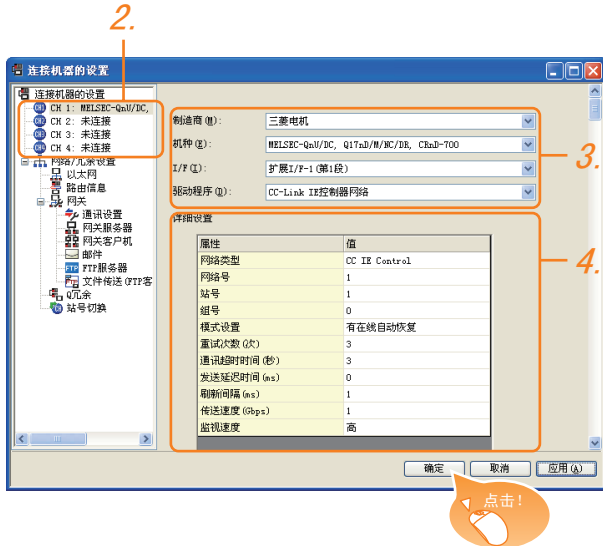 2.
连接机器的设置
连接机器的设置
CH 1: MELSEC-QnU/DC,
CH 2: 未连接
CH 3: 未连接
CH 4: 未连接
网络/冗余设置
以太网
路由信息
网关
通讯设置
网关服务器
网关客户机
邮件
FTP服务器
文件传送(FTP客
Q冗余
站号切换
制造商(M): 三菱电机
机种(E): MELSEC-QnU/DC, Q17nD/M/NC/DR, CRnD-700
I/F(I): 扩展I/F-1(第1段)
驱动程序(D): CC-Link IE控制器网络
3.
详细设置
属性 值
网络类型 CC IE Control
网络号 1
站号 1
组号 0
模式设置 有在线自动恢复
重试次数(次) 3
通讯超时时间(秒) 3
发送延迟时间(ms) 0
刷新间隔(ms) 1
传送速度(Gbps) 1
监视速度 高
4.
确定 取消 应用(A)
点击!